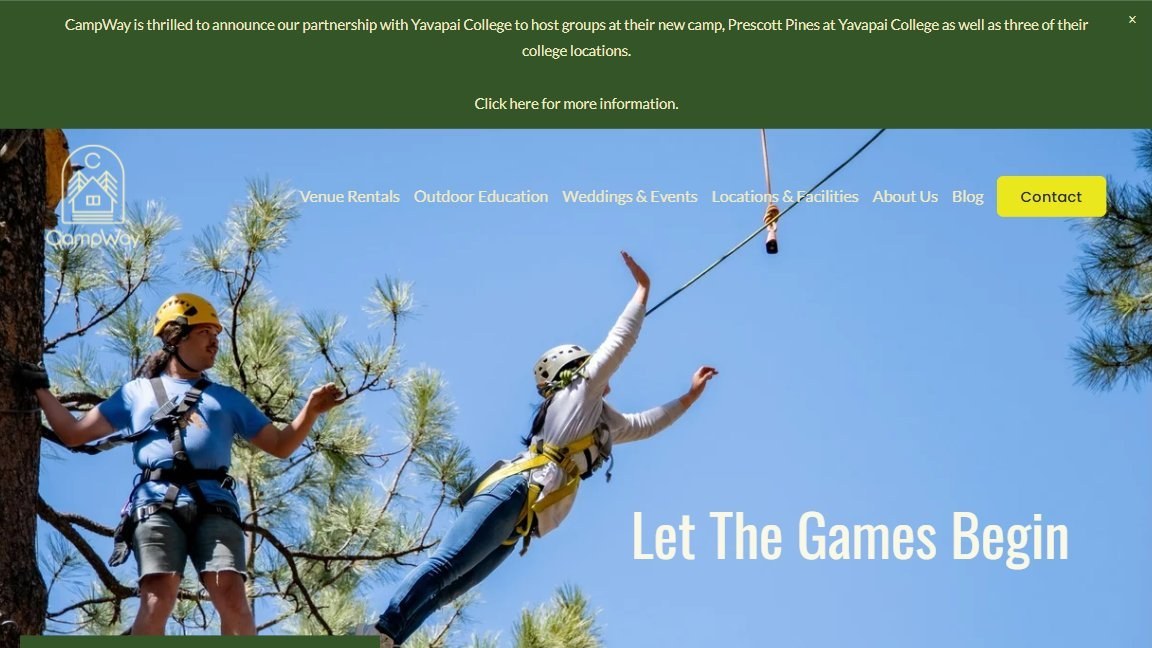 CampWay is thrilled to announce our partnership with Yavapai College to host groups at their new camp, Prescott Pines at Yavapai College as well as three of their
college locations.
x
Click here for more information.
C
CampWay
Venue Rentals Outdoor Education Weddings & Events Locations & Facilities About Us Blog Contact
Let The Games Begin